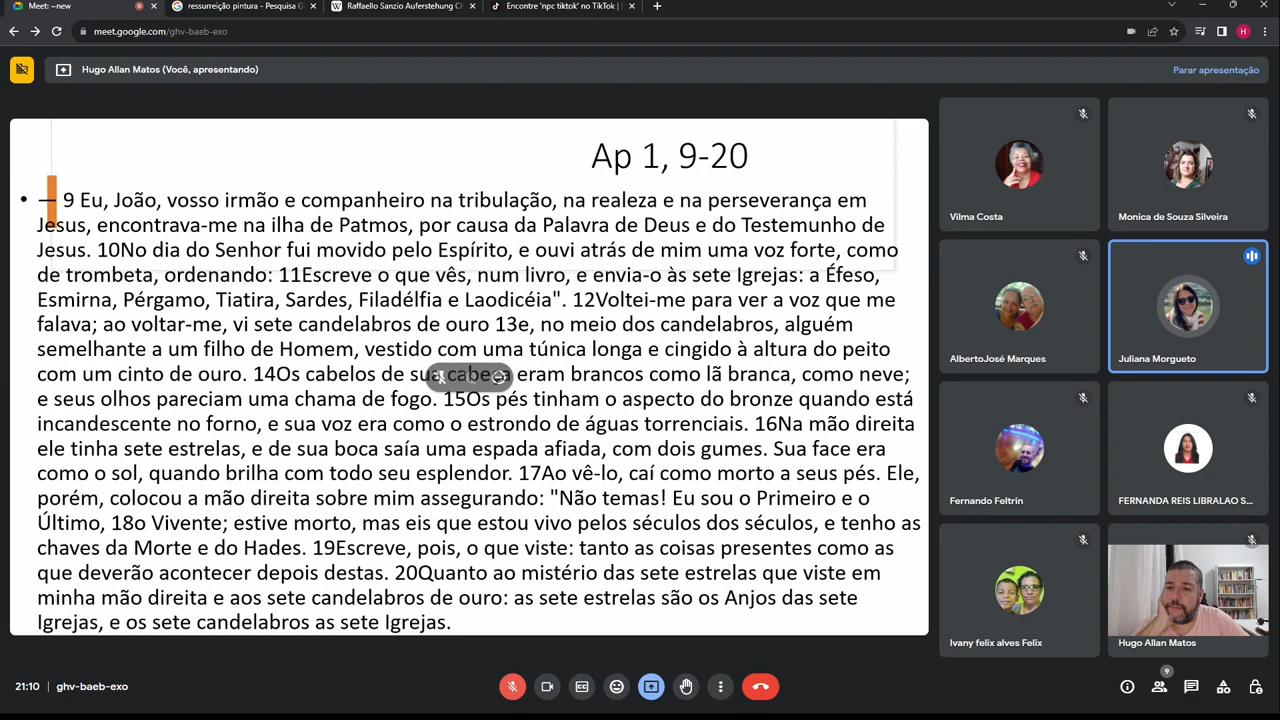 Meet: ~new
ressurreição pintura - Pesquisa G
Raffaello Sanzio Auferstehung C
Encontre 'npc tiktok' no TikTok |
meet.google.com/ghv-baeb-exo
H
Hugo Allan Matos (Você, apresentando)
Parar apresentação
Ap 1, 9-20
• — 9 Eu, João, vosso irmão e companheiro na tribulação, na realeza e na perseverança em
Jesus, encontrava-me na ilha de Patmos, por causa da Palavra de Deus e do Testemunho de
Jesus. 10No dia do Senhor fui movido pelo Espírito, e ouvi atrás de mim uma voz forte, como
de trombeta, ordenando: 11Escreve o que vês, num livro, e envia-o às sete Igrejas: a Éfeso,
Esmirna, Pérgamo, Tiatira, Sardes, Filadélfia e Laodicéia". 12Voltei-me para ver a voz que me
falava; ao voltar-me, vi sete candelabros de ouro 13e, no meio dos candelabros, alguém
semelhante a um filho de Homem, vestido com uma túnica longa e cingido à altura do peito
com um cinto de ouro. 14Os cabelos de sua cabeça eram brancos como lã branca, como neve;
e seus olhos pareciam uma chama de fogo. 15Os pés tinham o aspecto do bronze quando está
incandescente no forno, e sua voz era como o estrondo de águas torrenciais. 16Na mão direita
ele tinha sete estrelas, e de sua boca saía uma espada afiada, com dois gumes. Sua face era
como o sol, quando brilha com todo seu esplendor. 17Ao vê-lo, caí como morto a seus pés. Ele,
porém, colocou a mão direita sobre mim assegurando: "Não temas! Eu sou o Primeiro e o
Último, 18o Vivente; estive morto, mas eis que estou vivo pelos séculos dos séculos, e tenho as
chaves da Morte e do Hades. 19Escreve, pois, o que viste: tanto as coisas presentes como as
que deverão acontecer depois destas. 20Quanto ao mistério das sete estrelas que viste em
minha mão direita e aos sete candelabros de ouro: as sete estrelas são os Anjos das sete
Igrejas, e os sete candelabros as sete Igrejas.
Vilma Costa
Monica de Souza Silveira
AlbertoJosé Marques
Juliana Morgueto
Fernando Feltrin
FERNANDA REIS LIBRALAO S...
Ivany felix alves Felix
Hugo Allan Matos
21:10
ghv-baeb-exo
9